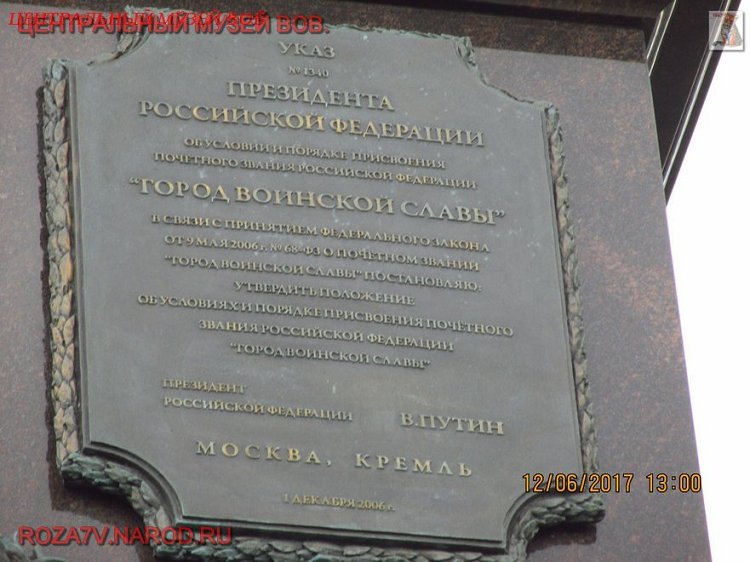 ЦЕНТРАЛЬНЫЙ МУЗЕЙ ВОВ.
УКАЗ
№ 1340
ПРЕЗИДЕНТА
РОССИЙСКОЙ ФЕДЕРАЦИИ
ОБ УСЛОВИИ И ПОРЯДКЕ ПРИСВОЕНИЯ
ПОЧЕТНОГО ЗВАНИЯ РОССИЙСКОЙ ФЕДЕРАЦИИ
"ГОРОД ВОИНСКОЙ СЛАВЫ"
В СВЯЗИ С ПРИНЯТИЕМ ФЕДЕРАЛЬНОГО ЗАКОНА
ОТ 9 МАЯ 2006 г. № 68-ФЗ О ПОЧЕТНОМ ЗВАНИЙ
"ГОРОД ВОИНСКОЙ СЛАВЫ" ПОСТАНОВЛЯЮ:
УТВЕРДИТЬ ПОЛОЖЕНИЕ
ОБ УСЛОВИЯХ И ПОРЯДКЕ ПРИСВОЕНИЯ ПОЧЁТНОГО
ЗВАНИЯ РОССИЙСКОЙ ФЕДЕРАЦИИ
"ГОРОД ВОИНСКОЙ СЛАВЫ"
ПРЕЗИДЕНТ
РОССИЙСКОЙ ФЕДЕРАЦИИ В.ПУТИН
МОСКВА, КРЕМЛЬ
1 ДЕКАБРЯ 2006 г.
12/06/2017 13:00
ROZA7V.NAROD.RU